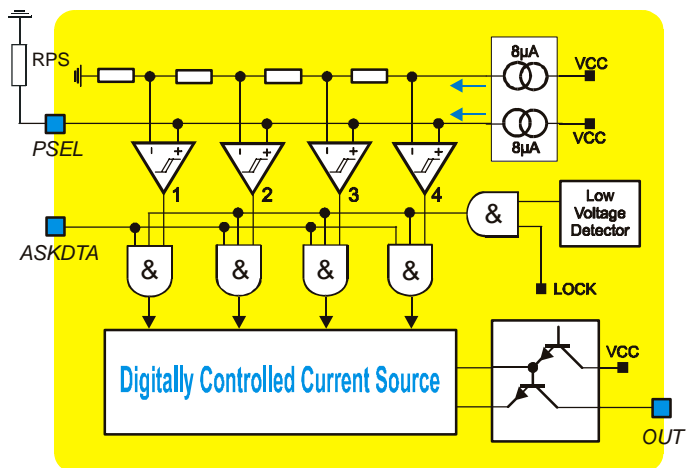 RPS
8µA
VCC
VCC
8µA
PSEL
- +
- +
- +
- +
1
2
3
4
ASKDTA
&
Low
Voltage
Detector
& & & &
LOCK
Digitally Controlled Current Source
VCC
OUT